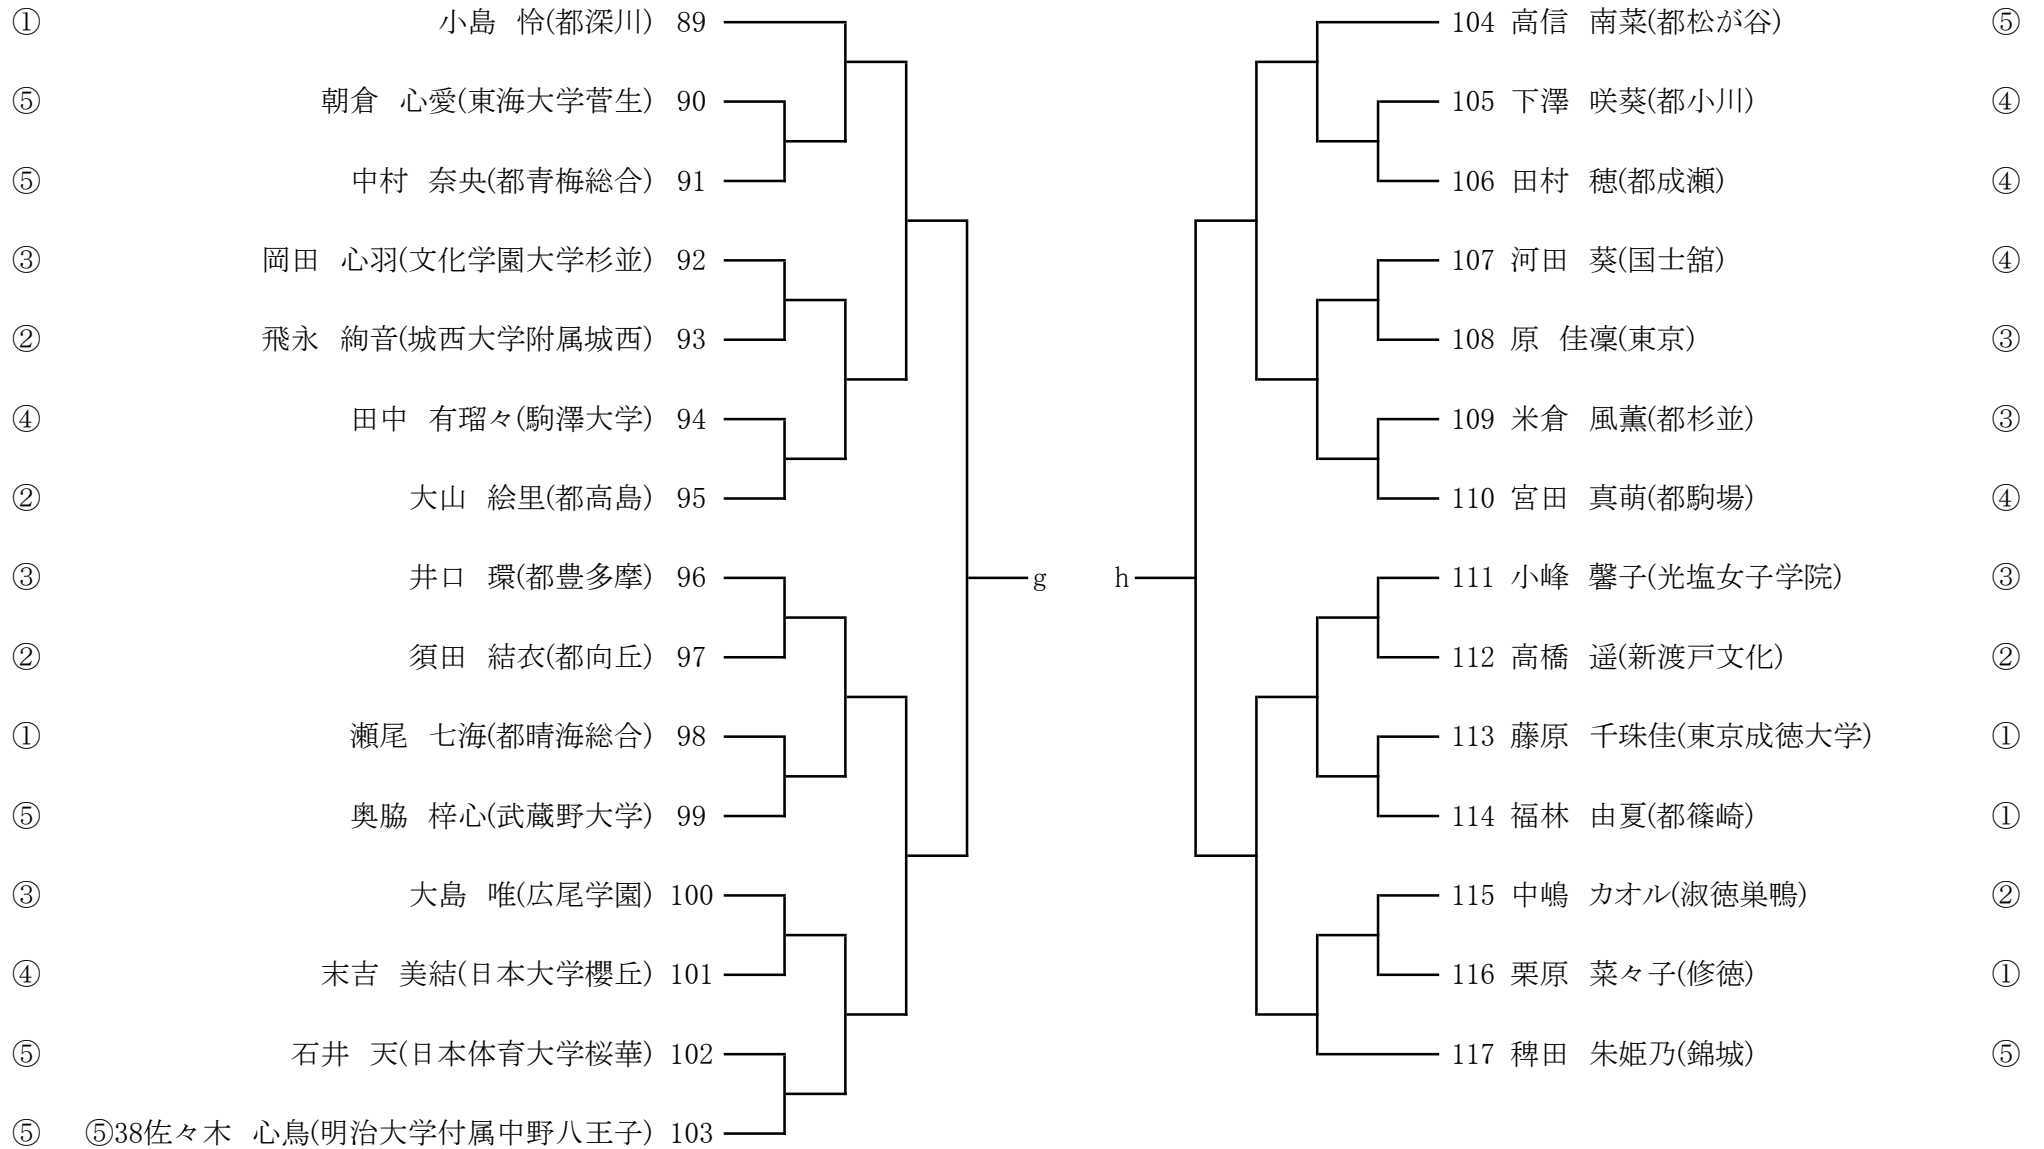 ① 小島 怜(都深川) 89
⑤ 朝倉 心愛(東海大学菅生) 90
⑤ 中村 奈央(都青梅総合) 91
③ 岡田 心羽(文化学園大学杉並) 92
② 飛永 絢音(城西大学附属城西) 93
④ 田中 有瑠々(駒澤大学) 94
② 大山 絵里(都高島) 95
③ 井口 環(都豊多摩) 96
② 須田 結衣(都向丘) 97
① 瀬尾 七海(都晴海総合) 98
⑤ 奥脇 梓心(武蔵野大学) 99
③ 大島 唯(広尾学園) 100
④ 末吉 美結(日本大学櫻丘) 101
⑤ 石井 天(日本体育大学桜華) 102
⑤ ⑤38佐々木 心鳥(明治大学付属中野八王子) 103
g
h
104 高信 南菜(都松が谷) ⑤
105 下澤 咲葵(都小川) ④
106 田村 穂(都成瀬) ④
107 河田 葵(国士舘) ④
108 原 佳凜(東京) ③
109 米倉 風薫(都杉並) ③
110 宮田 真萌(都駒場) ④
111 小峰 馨子(光塩女子学院) ③
112 高橋 遥(新渡戸文化) ②
113 藤原 千珠佳(東京成徳大学) ①
114 福林 由夏(都篠崎) ①
115 中嶋 カオル(淑徳巣鴨) ②
116 栗原 菜々子(修徳) ①
117 稗田 朱姫乃(錦城) ⑤